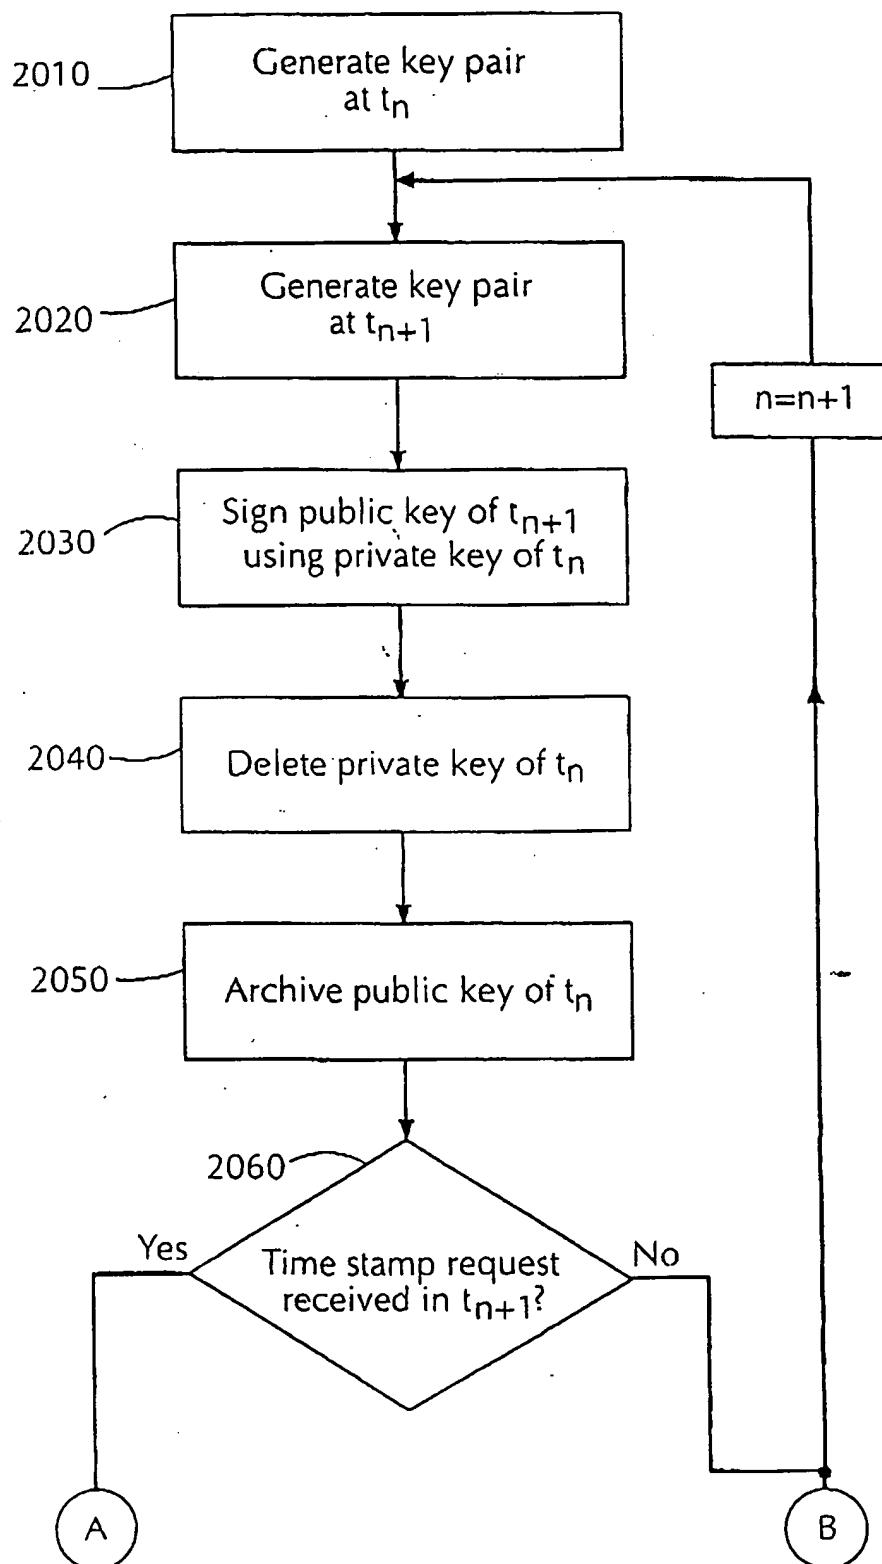 2010
Generate key pair
at tn
2020
Generate key pair
at tn+1
n=n+1
2030
Sign public key of tn+1
using private key of tn
2040
Delete private key of tn
2050
Archive public key of tn
2060
Yes
Time stamp request
received in tn+1?
No
A
B